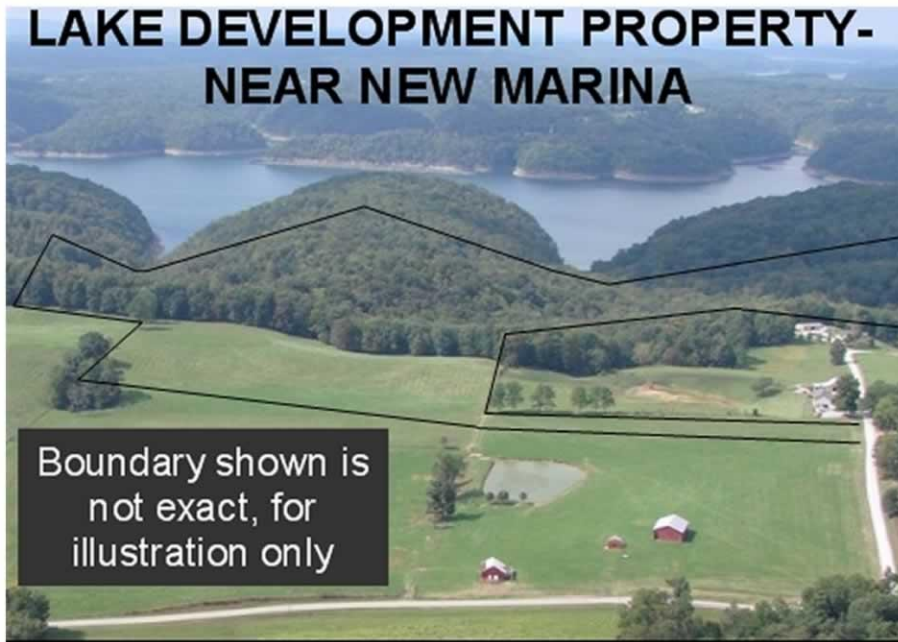 LAKE DEVELOPMENT PROPERTY-
NEAR NEW MARINA
Boundary shown is
not exact, for
illustration only